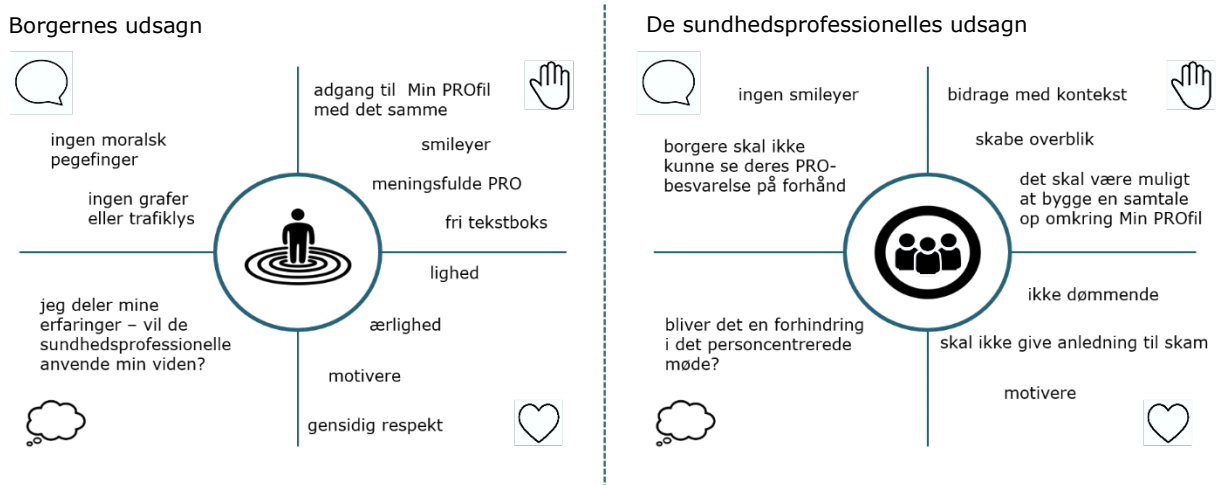 Borgernes udsagn
ingen moralsk
pegefinger
ingen grafer
eller trafiklys
adgang til Min PROfil
med det samme
smileyer
meningsfulde PRO
fri tekstboks
jeg deler mine
erfaringer – vil de
sundhedsprofessionelle
anvende min viden?
lighed
ærlighed
motivere
gensidig respekt
De sundhedsprofessionelles udsagn
ingen smileyer
borgere skal ikke
kunne se deres PRO-
besvarelse på forhånd
bidrage med kontekst
skabe overblik
det skal være muligt
at bygge en samtale
op omkring Min PROfil
bliver det en forhindring
i det personcentrerede
møde?
ikke dømmende
skal ikke give anledning til skam
motivere